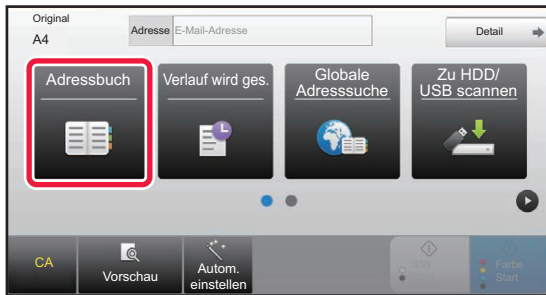 Original
A4
Adresse
E-Mail-Adresse
Detail
Adressbuch
Verlauf wird ges.
Globale
Adresssuche
Zu HDD/
USB scannen
CA
Vorschau
Autom.
einstellen
S/W
Start
Farbe
Start